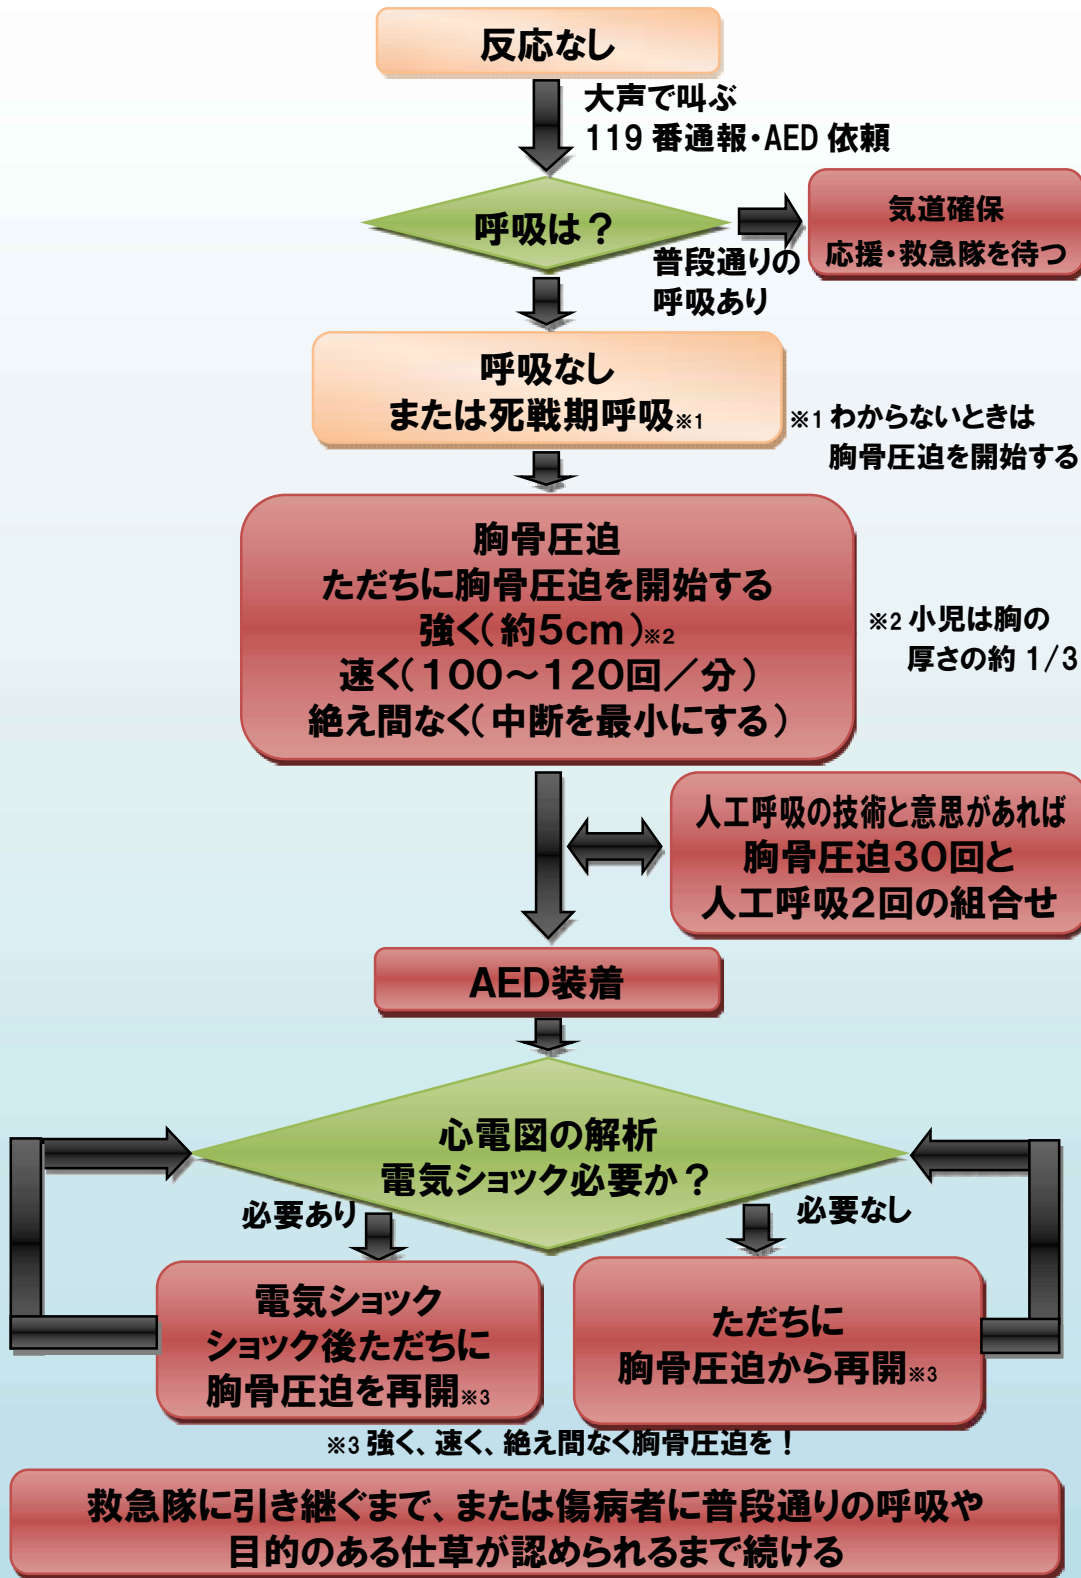 反応なし
大声で叫ぶ
119番通報・AED依頼
呼吸は？
普段通りの
呼吸あり
気道確保
応援・救急隊を待つ
呼吸なし
または死戦期呼吸※1
※1わからないときは
胸骨圧迫を開始する
胸骨圧迫
ただちに胸骨圧迫を開始する
強く（約5cm）※2
速く（100～120回／分）
絶え間なく（中断を最小にする）
※2小児は胸の
厚さの約1/3
人工呼吸の技術と意思があれば
胸骨圧迫30回と
人工呼吸2回の組合せ
AED装着
心電図の解析
電気ショック必要か？
必要あり
必要なし
電気ショック
ショック後ただちに
胸骨圧迫を再開※3
ただちに
胸骨圧迫から再開※3
※3強く、速く、絶え間なく胸骨圧迫を！
救急隊に引き継ぐまで、または傷病者に普段通りの呼吸や
目的のある仕草が認められるまで続ける